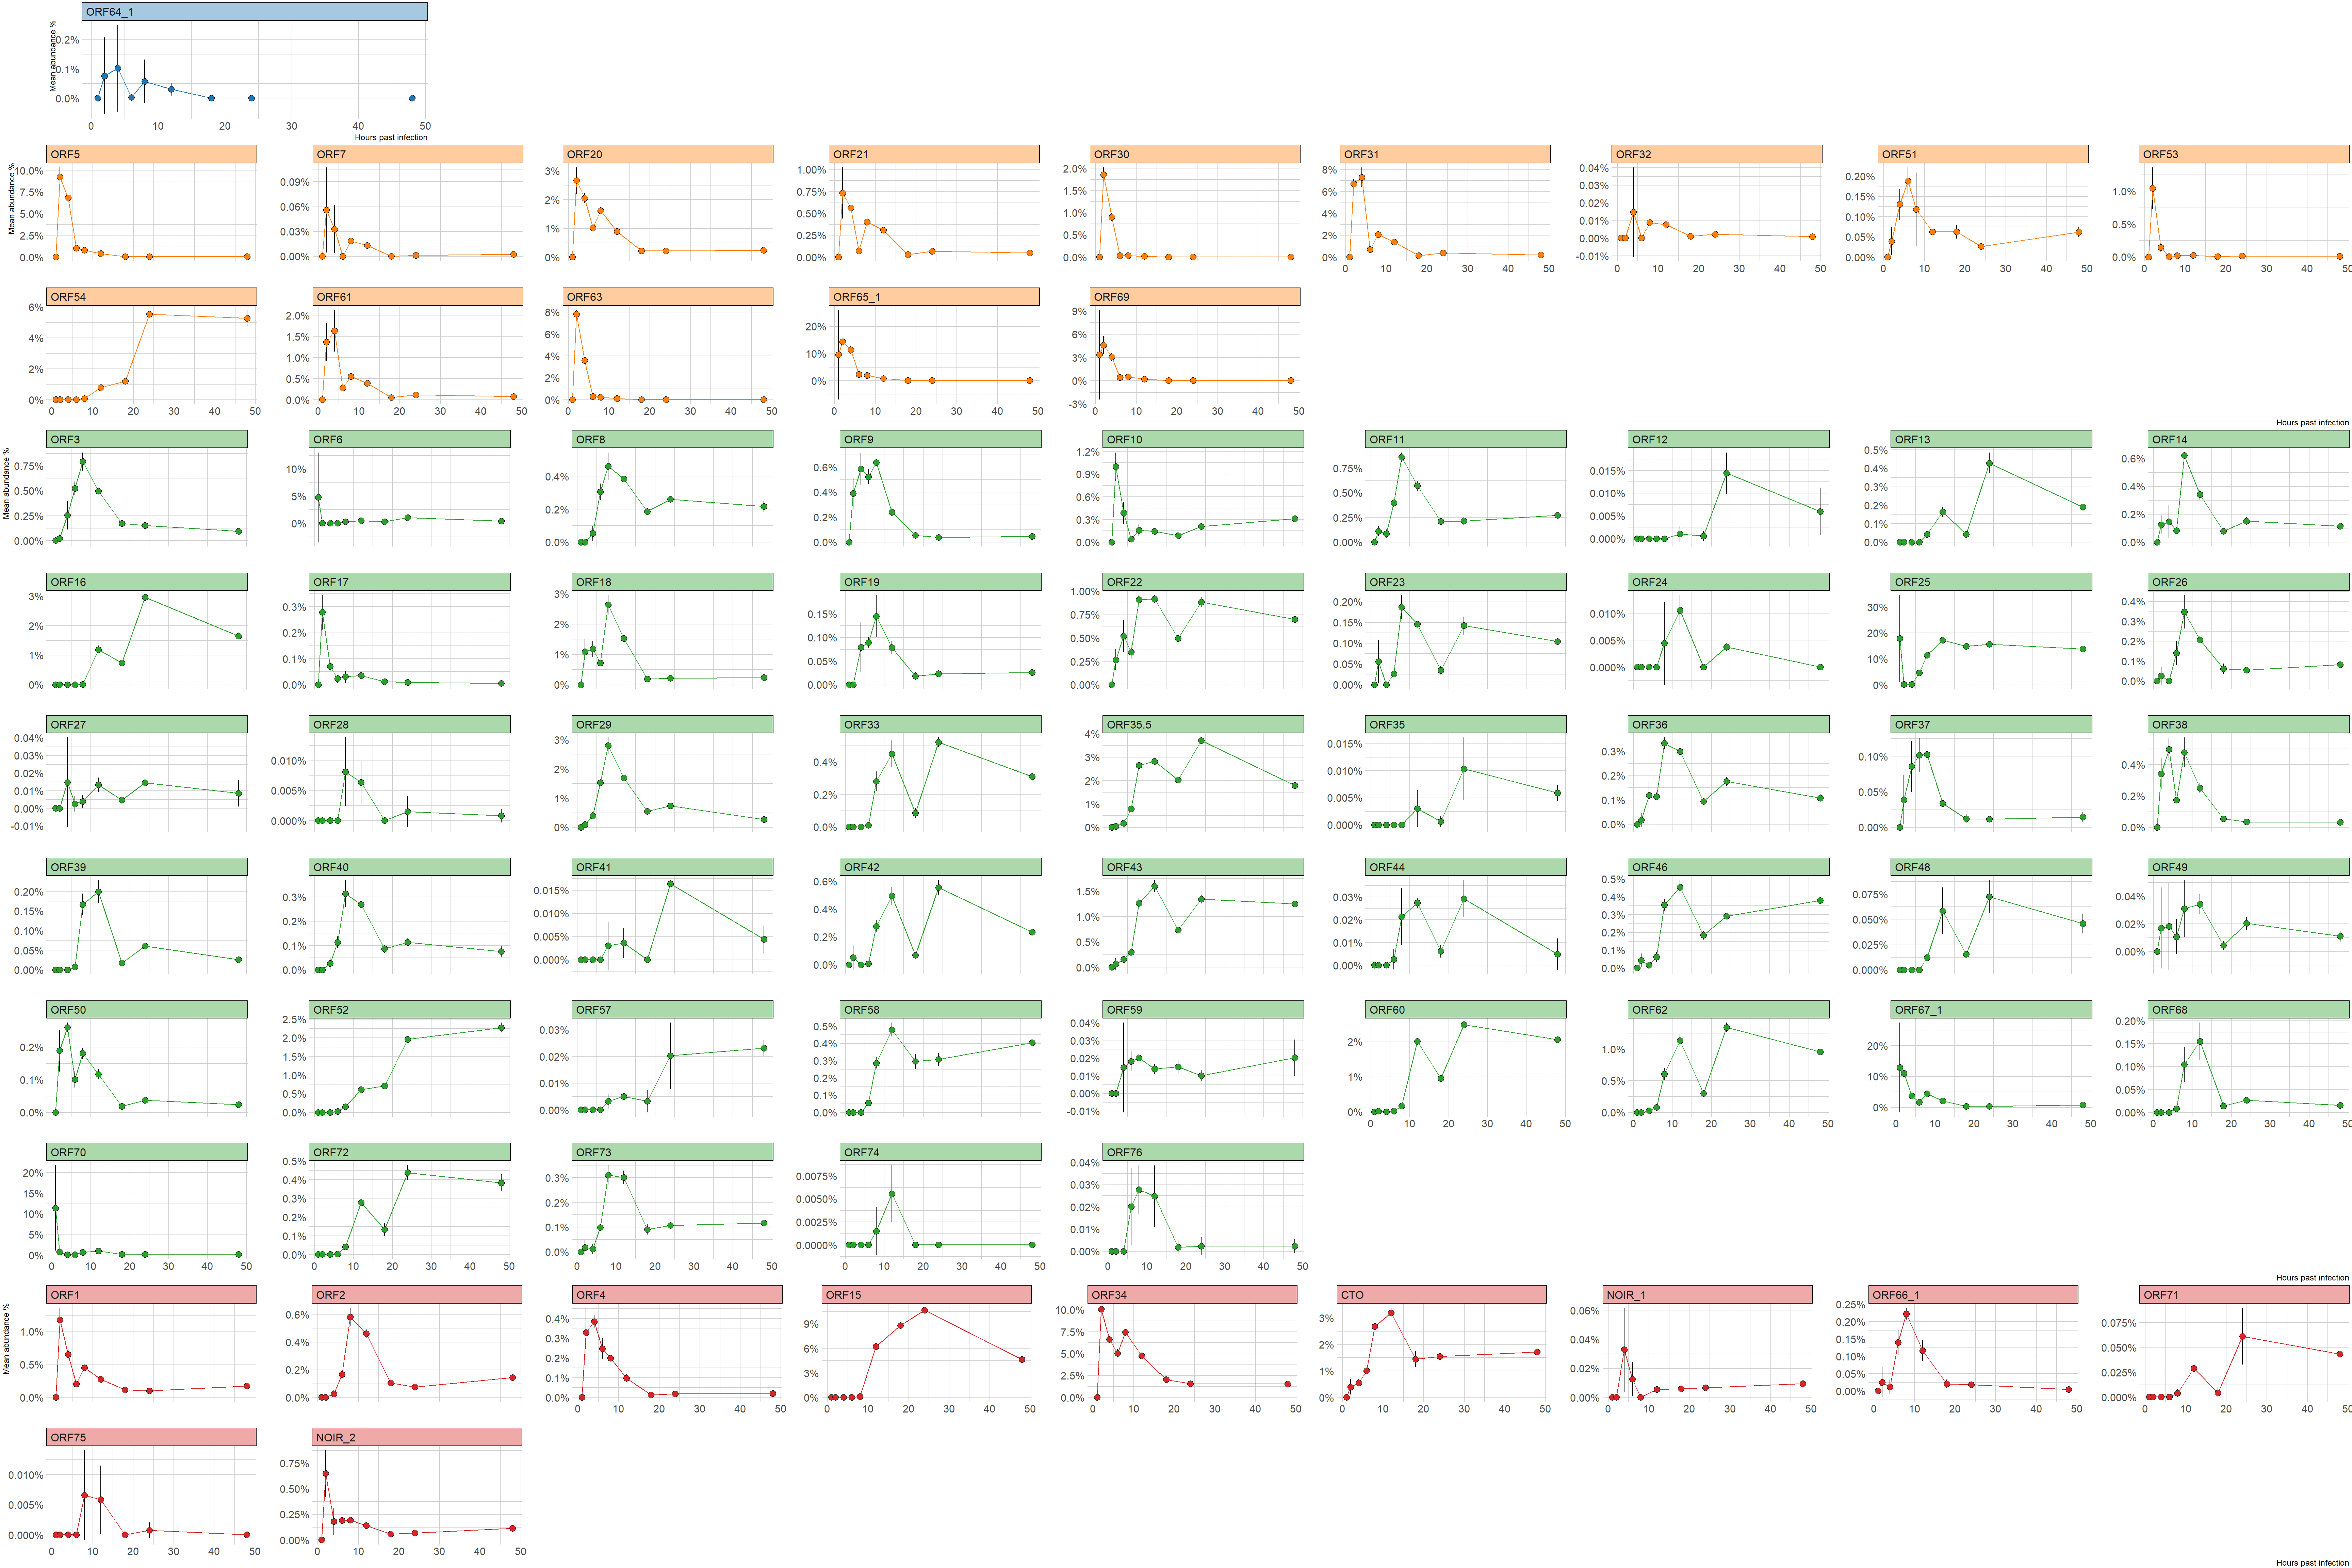 ORF64_1
Mean abundance %
0.2% 0.1% 0.0%
0 10 20 30 40 50
Hours past infection
Mean abundance %
ORF5
10.0% 7.5% 5.0% 2.5% 0.0%
ORF7
0.09% 0.06% 0.03% 0.00%
ORF20
3% 2% 1% 0%
ORF21
1.00% 0.75% 0.50% 0.25% 0.00%
ORF30
2.0% 1.5% 1.0% 0.5% 0.0%
ORF31
8% 6% 4% 2% 0%
0 10 20 30 40 50
ORF32
0.04% 0.03% 0.02% 0.01% 0.00% -0.01%
0 10 20 30 40 50
ORF51
0.20% 0.15% 0.10% 0.05% 0.00%
0 10 20 30 40 50
ORF53
1.0% 0.5% 0.0%
0 10 20 30 40 50
ORF54
6% 4% 2% 0%
0 10 20 30 40 50
ORF61
2.0% 1.5% 1.0% 0.5% 0.0%
0 10 20 30 40 50
ORF63
8% 6% 4% 2% 0%
0 10 20 30 40 50
ORF65_1
20% 10% 0%
0 10 20 30 40 50
ORF69
9% 6% 3% 0% -3%
0 10 20 30 40 50
Hours past infection
Mean abundance %
ORF3
0.75% 0.50% 0.25% 0.00%
ORF6
10% 5% 0%
ORF8
0.4% 0.2% 0.0%
ORF9
0.6% 0.4% 0.2% 0.0%
ORF10
1.2% 0.9% 0.6% 0.3% 0.0%
ORF11
0.75% 0.50% 0.25% 0.00%
ORF12
0.015% 0.010% 0.005% 0.000%
ORF13
0.5% 0.4% 0.3% 0.2% 0.1% 0.0%
ORF14
0.6% 0.4% 0.2% 0.0%
ORF16
3% 2% 1% 0%
ORF17
0.3% 0.2% 0.1% 0.0%
ORF18
3% 2% 1% 0%
ORF19
0.15% 0.10% 0.05% 0.00%
ORF22
1.00% 0.75% 0.50% 0.25% 0.00%
ORF23
0.20% 0.15% 0.10% 0.05% 0.00%
ORF24
0.010% 0.005% 0.000%
ORF25
30% 20% 10% 0%
ORF26
0.4% 0.3% 0.2% 0.1% 0.0%
ORF27
0.04% 0.03% 0.02% 0.01% 0.00% -0.01%
ORF28
0.010% 0.005% 0.000%
ORF29
3% 2% 1% 0%
ORF33
0.4% 0.2% 0.0%
ORF35.5
4% 3% 2% 1% 0%
ORF35
0.015% 0.010% 0.005% 0.000%
ORF36
0.3% 0.2% 0.1% 0.0%
ORF37
0.10% 0.05% 0.00%
ORF38
0.4% 0.2% 0.0%
ORF39
0.20% 0.15% 0.10% 0.05% 0.00%
ORF40
0.3% 0.2% 0.1% 0.0%
ORF41
0.015% 0.010% 0.005% 0.000%
ORF42
0.6% 0.4% 0.2% 0.0%
ORF43
1.5% 1.0% 0.5% 0.0%
ORF44
0.03% 0.02% 0.01% 0.00%
ORF46
0.5% 0.4% 0.3% 0.2% 0.1% 0.0%
ORF48
0.075% 0.050% 0.025% 0.000%
ORF49
0.04% 0.02% 0.00%
ORF50
0.2% 0.1% 0.0%
ORF52
2.5% 2.0% 1.5% 1.0% 0.5% 0.0%
ORF57
0.03% 0.02% 0.01% 0.00%
ORF58
0.5% 0.4% 0.3% 0.2% 0.1% 0.0%
ORF59
0.04% 0.03% 0.02% 0.01% 0.00% -0.01%
ORF60
2% 1% 0%
0 10 20 30 40 50
ORF62
1.0% 0.5% 0.0%
0 10 20 30 40 50
ORF67_1
20% 10% 0%
0 10 20 30 40 50
ORF68
0.20% 0.15% 0.10% 0.05% 0.00%
0 10 20 30 40 50
ORF70
20% 15% 10% 5% 0%
0 10 20 30 40 50
ORF72
0.5% 0.4% 0.3% 0.2% 0.1% 0.0%
0 10 20 30 40 50
ORF73
0.3% 0.2% 0.1% 0.0%
0 10 20 30 40 50
ORF74
0.0075% 0.0050% 0.0025% 0.0000%
0 10 20 30 40 50
ORF76
0.04% 0.03% 0.02% 0.01% 0.00%
0 10 20 30 40 50
Hours past infection
Mean abundance %
ORF1
1.0% 0.5% 0.0%
ORF2
0.6% 0.4% 0.2% 0.0%
ORF4
0.4% 0.3% 0.2% 0.1% 0.0%
0 10 20 30 40 50
ORF15
9% 6% 3% 0%
0 10 20 30 40 50
ORF34
10.0% 7.5% 5.0% 2.5% 0.0%
0 10 20 30 40 50
CTO
3% 2% 1% 0%
0 10 20 30 40 50
NOIR_1
0.06% 0.04% 0.02% 0.00%
0 10 20 30 40 50
ORF66_1
0.25% 0.20% 0.15% 0.10% 0.05% 0.00%
0 10 20 30 40 50
ORF71
0.075% 0.050% 0.025% 0.000%
0 10 20 30 40 50
ORF75
0.010% 0.005% 0.000%
0 10 20 30 40 50
NOIR_2
0.75% 0.50% 0.25% 0.00%
0 10 20 30 40 50
Hours past infection